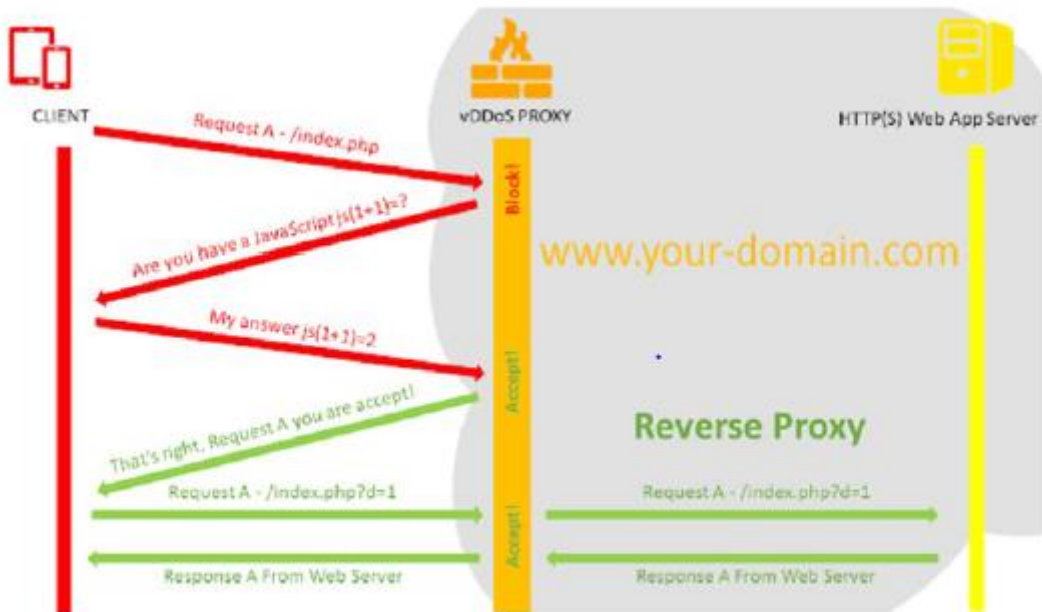 CLIENT
vDDoS PROXY
HTTP(S) Web App Server
Request A - /index.php
Block!
Are you have a JavaScript js(1+1)=?
www.your-domain.com
My answer js(1+1)=2
Accept!
That's right, Request A you are accept!
Reverse Proxy
Request A - /index.php?d=1
Request A - /index.php?d=1
Accept!
Response A From Web Server
Response A From Web Server